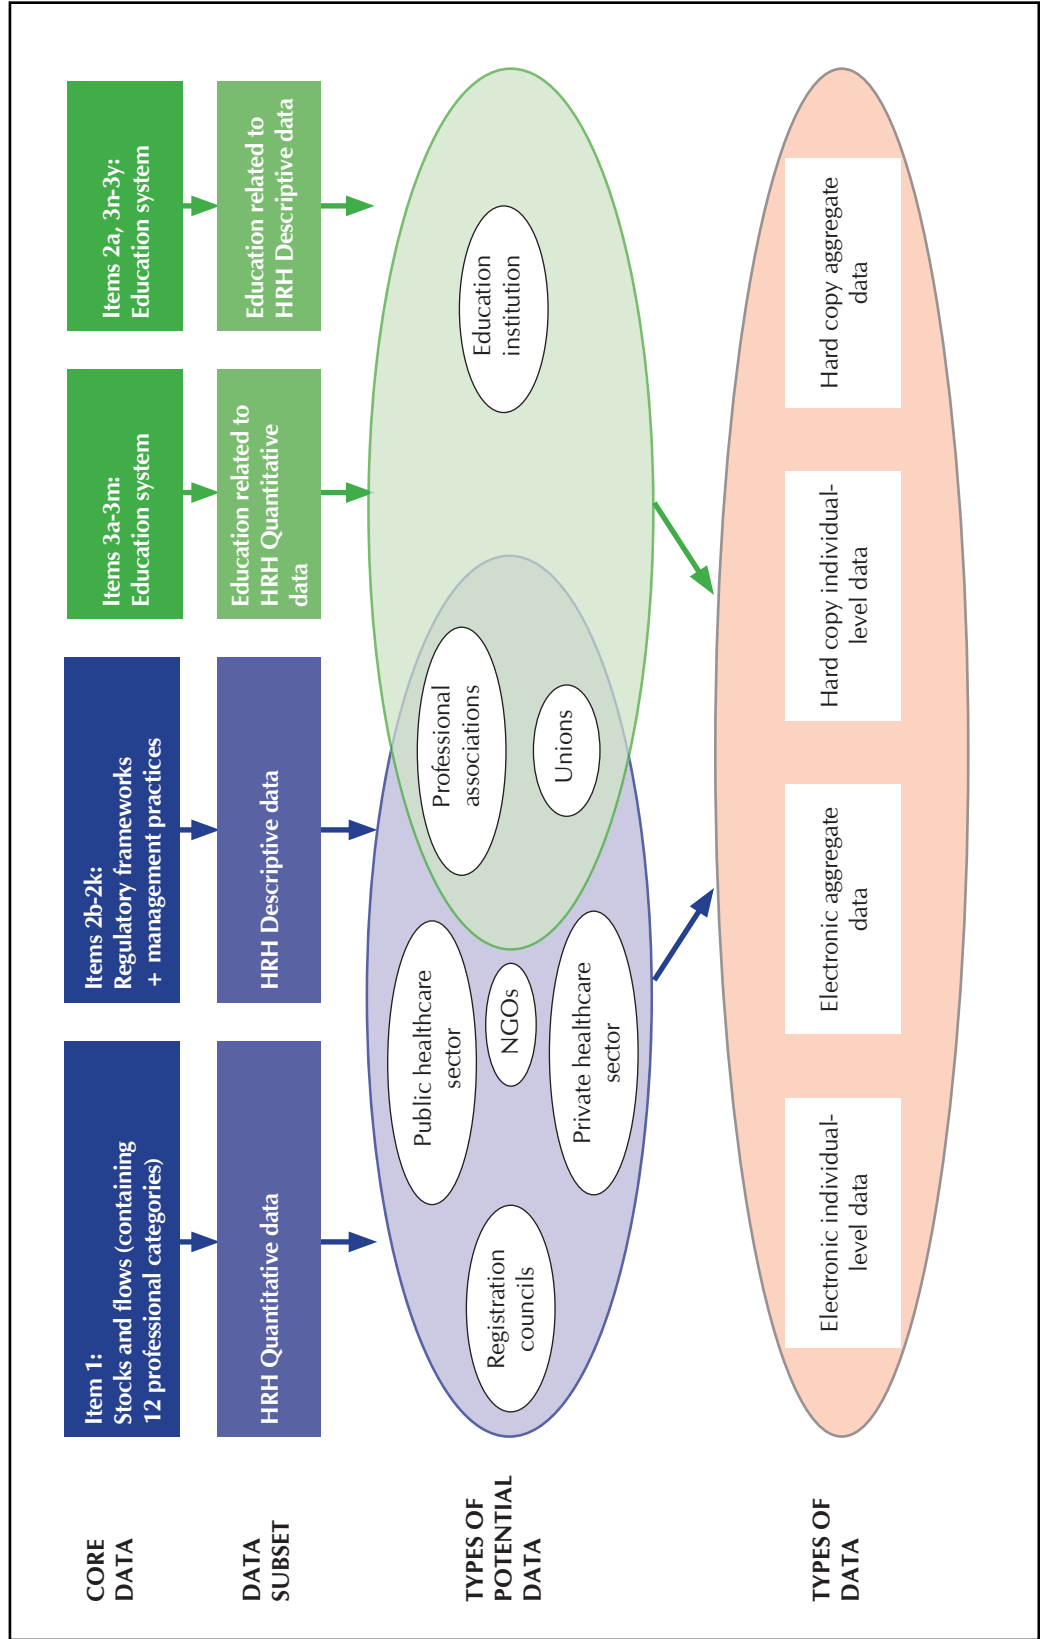 CORE
DATA
Item 1:
Stocks and flows (containing
12 professional categories)
Items 2b-2k:
Regulatory frameworks
+ management practices
Items 3a-3m:
Education system
Items 2a, 3n-3y:
Education system
DATA
SUBSET
HRH Quantitative data
HRH Descriptive data
Education related to
HRH Quantitative
data
Education related to
HRH Descriptive data
TYPES OF
POTENTIAL
DATA
Registration
councils
Public healthcare
sector
NGOs
Private healthcare
sector
Professional
associations
Unions
Education
institution
TYPES OF
DATA
Electronic individual-
level data
Electronic aggregate
data
Hard copy individual-
level data
Hard copy aggregate
data